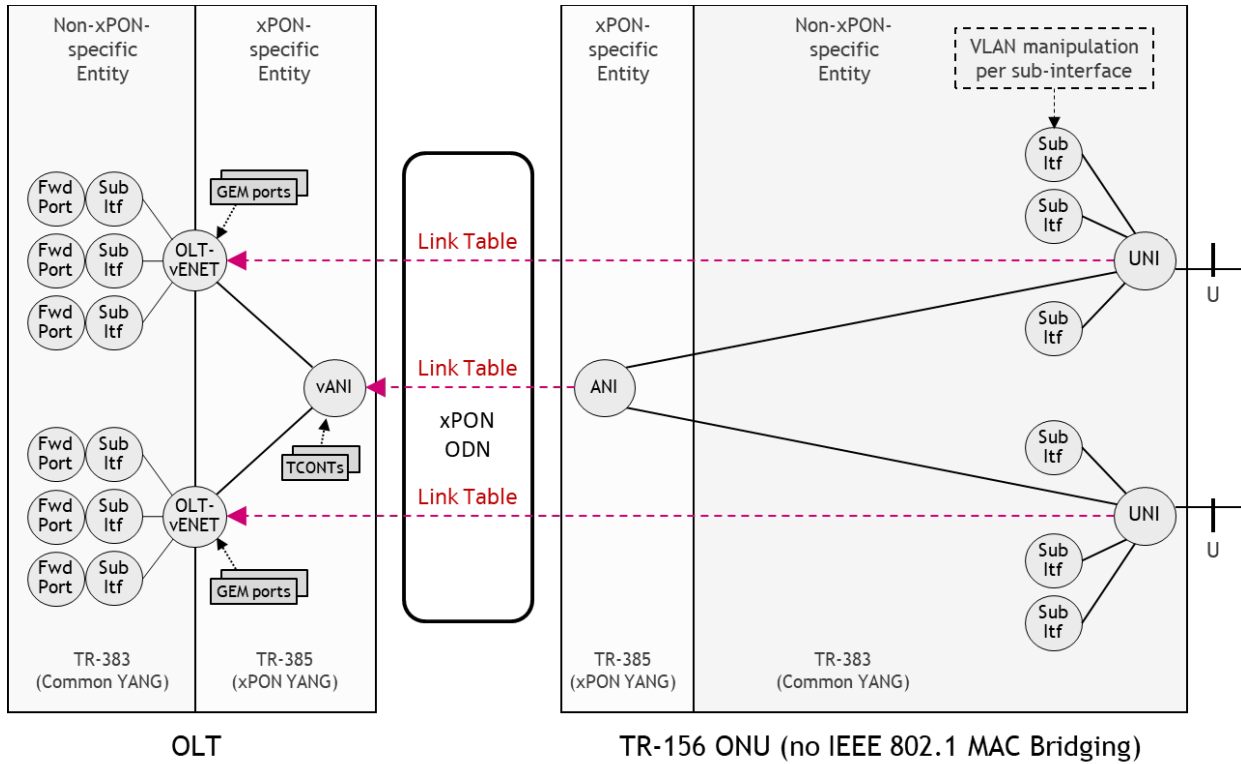 Non-xPON-
specific
Entity
xPON-
specific
Entity
xPON-
specific
Entity
Non-xPON-
specific
Entity
VLAN manipulation
per sub-interface
GEM ports
Fwd
Port
Sub
Itf
Fwd
Port
Sub
Itf
Fwd
Port
Sub
Itf
OLT-
vENET
Link Table
Sub
Itf
Sub
Itf
Sub
Itf
UNI
U
vANI
TCONTs
Link Table
xPON
ODN
ANI
Fwd
Port
Sub
Itf
Fwd
Port
Sub
Itf
Fwd
Port
Sub
Itf
OLT-
vENET
GEM ports
Link Table
Sub
Itf
Sub
Itf
Sub
Itf
UNI
U
TR-383
(Common YANG)
TR-385
(xPON YANG)
TR-385
(xPON YANG)
TR-383
(Common YANG)
OLT
TR-156 ONU (no IEEE 802.1 MAC Bridging)